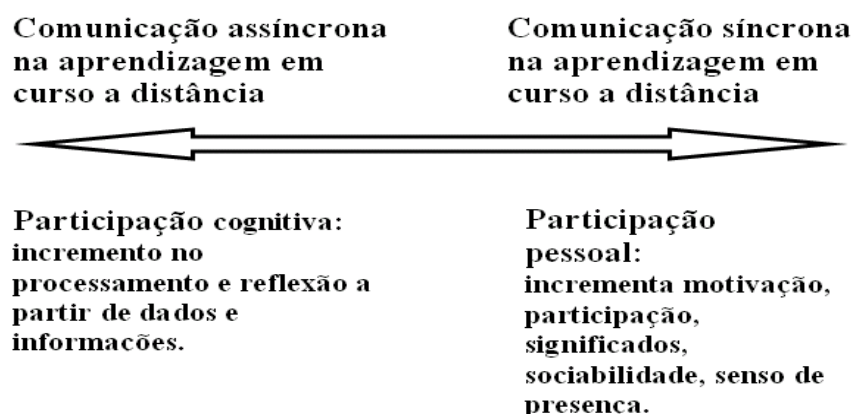 Comunicação assíncrona
na aprendizagem em
curso a distância
Comunicação síncrona
na aprendizagem em
curso a distância
Participação cognitiva:
incremento no
processamento e reflexão a
partir de dados e
informacões.
Participação
pessoal:
incrementa motivação,
participação,
significados,
sociabilidade, senso de
presença.